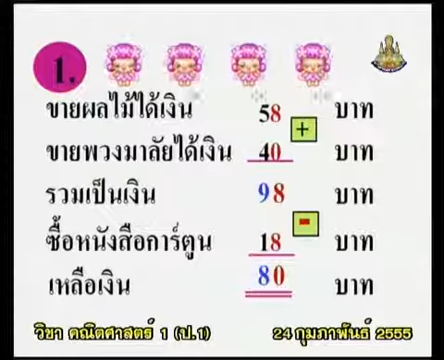 1.
ขายผลไม้ได้เงิน 58 บาท
+
ขายพวงมาลัยได้เงิน 40 บาท
รวมเป็นเงิน 98 บาท
-
ซื้อหนังสือการ์ตูน 18 บาท
เหลือเงิน 80 บาท
วิชา คณิตศาสตร์ 1 (ป.1) 24 กุมภาพันธ์ 2555